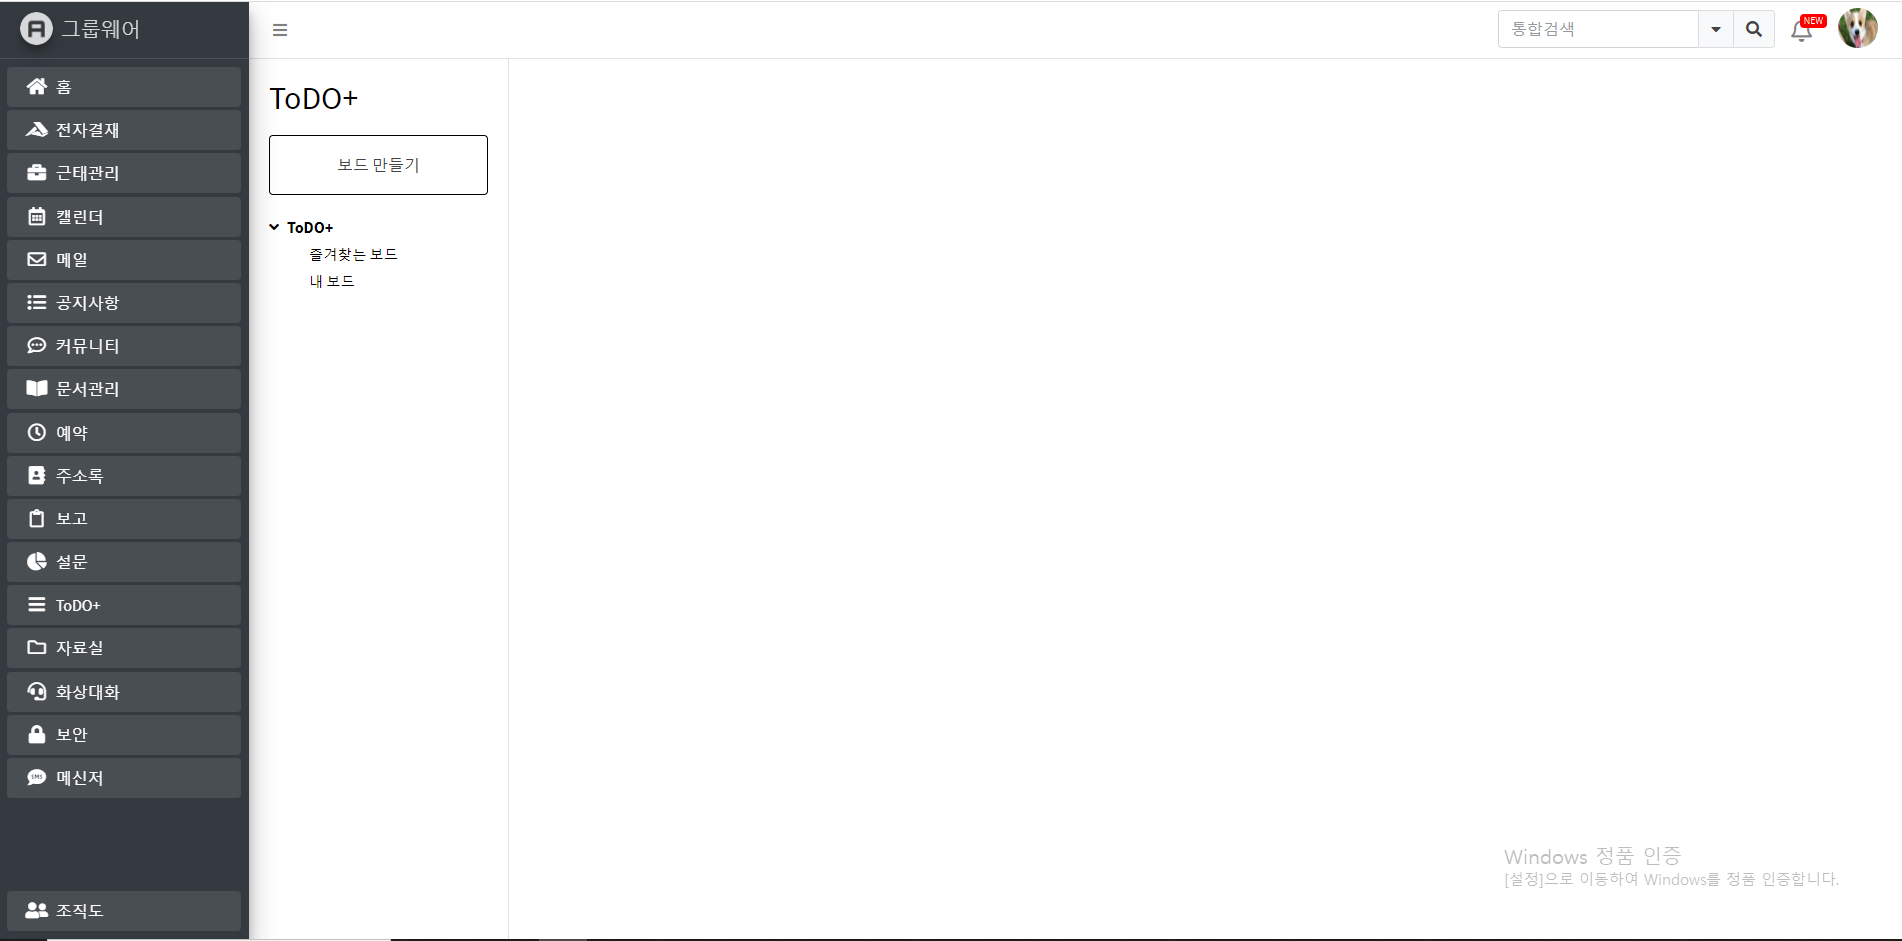 그룹웨어
통합검색
NEW
홈
전자결재
근태관리
캘린더
메일
공지사항
커뮤니티
문서관리
예약
주소록
보고
설문
ToDO+
자료실
화상대화
보안
SMS
메신저
조직도
ToDO+
보드 만들기
ToDO+
즐겨찾는 보드
내 보드
Windows 정품 인증
[설정]으로 이동하여 Windows를 정품 인증합니다.